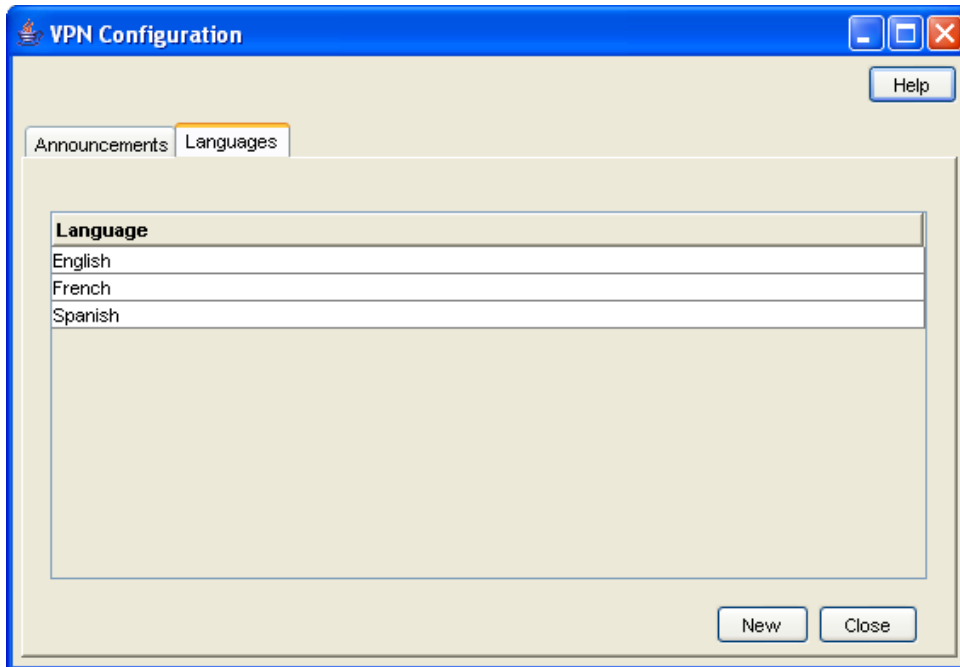 VPN Configuration
Help
Announcements Languages
Language
English
French
Spanish
New Close